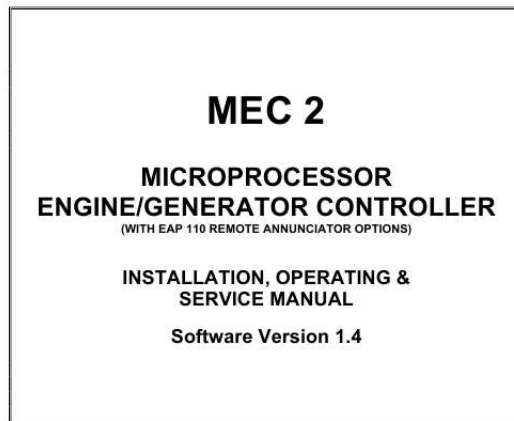 MEC 2
MICROPROCESSOR
ENGINE/GENERATOR CONTROLLER
(WITH EAP 110 REMOTE ANNUNCIATOR OPTIONS)
INSTALLATION, OPERATING &
SERVICE MANUAL
Software Version 1.4